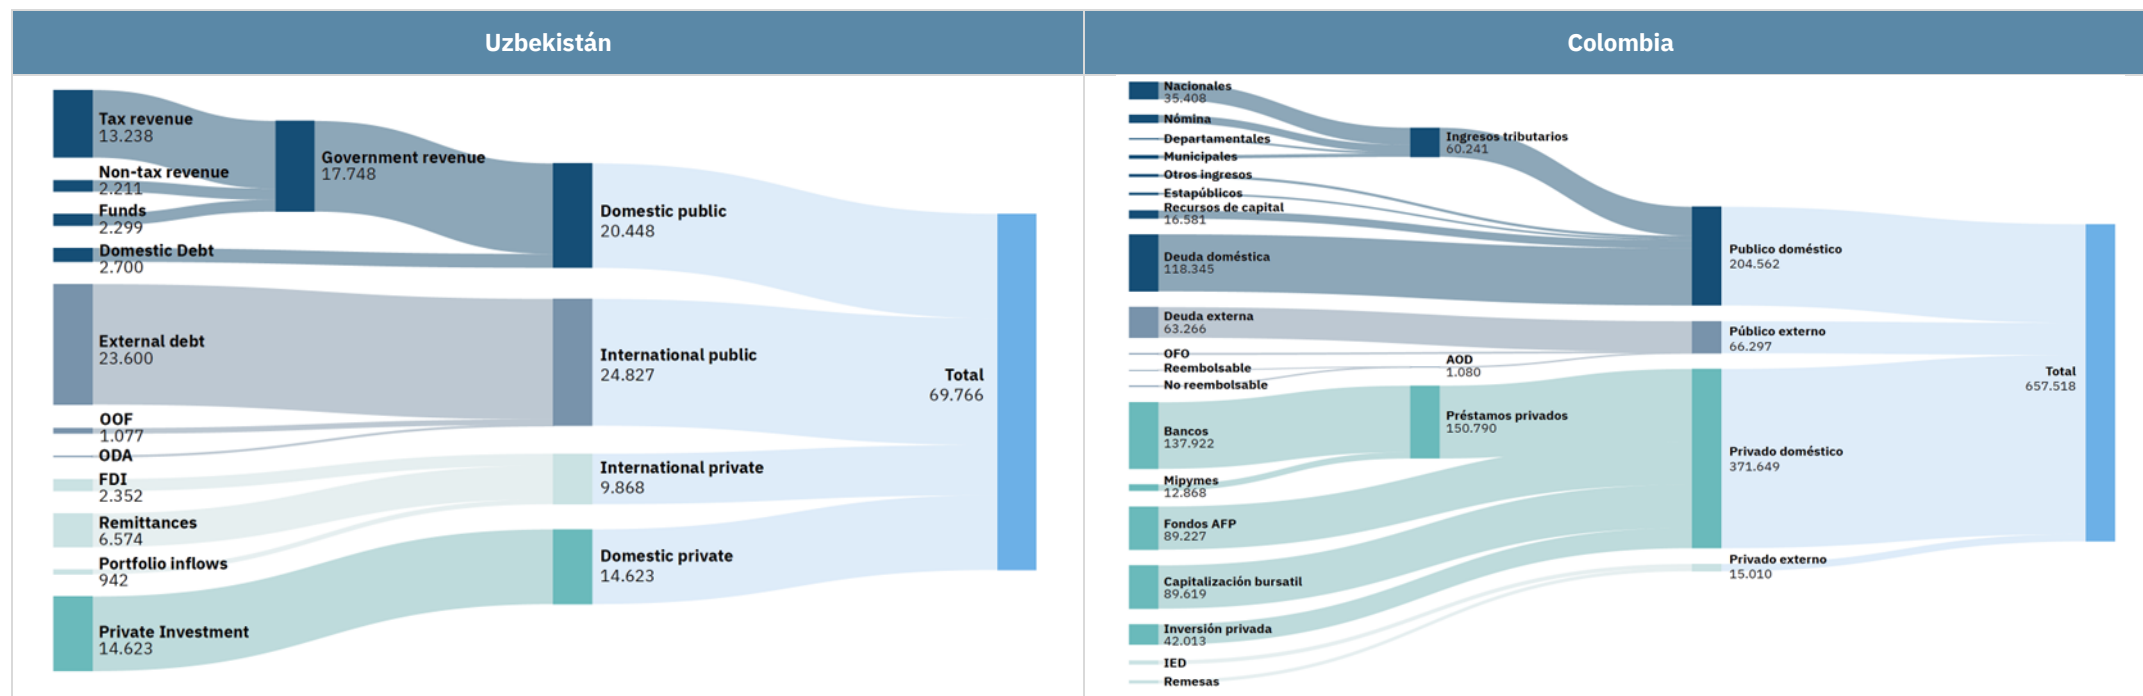 Uzbekistán
Tax revenue
13.238
Non-tax revenue
2.211
Funds
2.299
Domestic Debt
2.700
External debt
23.600
OOF
1.077
ODA
FDI
2.352
Remittances
6.574
Portfolio inflows
942
Private Investment
14.623
Government revenue
17.748
Domestic public
20.448
International public
24.827
International private
9.868
Domestic private
14.623
Total
69.766
Colombia
Nacionales
35.408
Nómina
Departamentales
Municipales
Otros ingresos
Estapúblicos
Recursos de capital
16.581
Deuda doméstica
118.345
Deuda externa
63.266
OFO
Reembolsable
No reembolsable
Bancos
137.922
Mipymes
12.868
Fondos AFP
89.227
Capitalización bursatil
89.619
Inversión privada
42.013
IED
Remesas
Ingresos tributarios
60.241
AOD
1.080
Préstamos privados
150.790
Publico doméstico
204.562
Público externo
66.297
Privado doméstico
371.649
Privado externo
15.010
Total
657.518